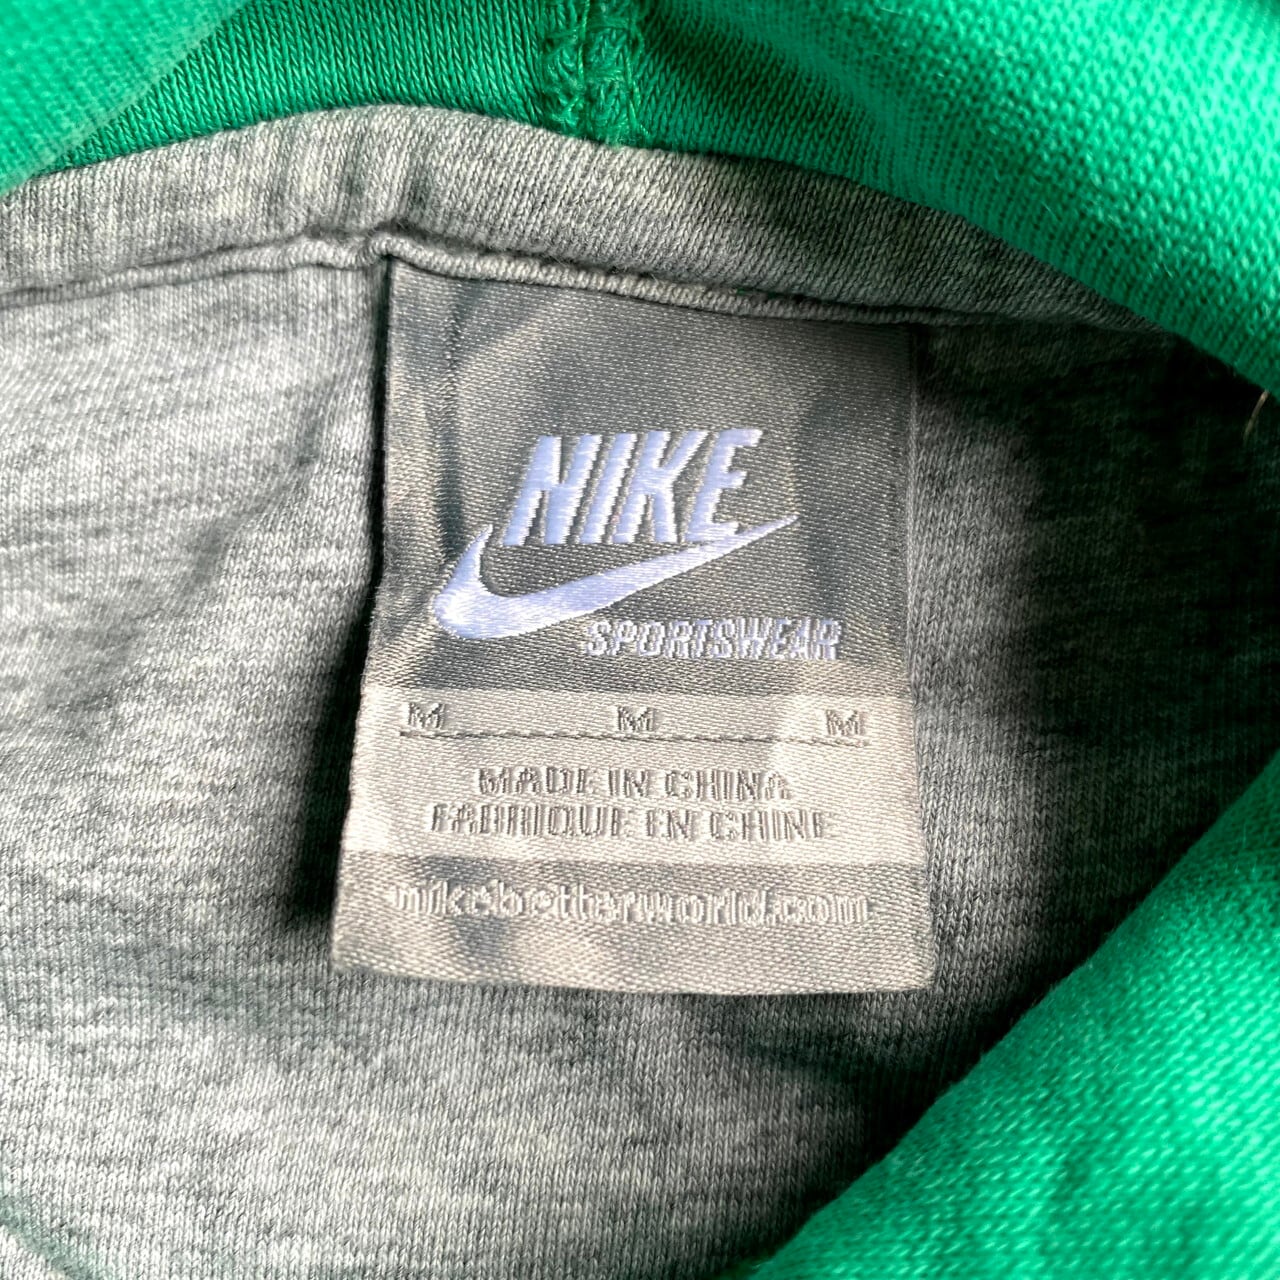 NIKE
SPORTSWEAR
M M M
MADE IN CHINA
FABRIQUE EN CHINE
nikebetterworld.com